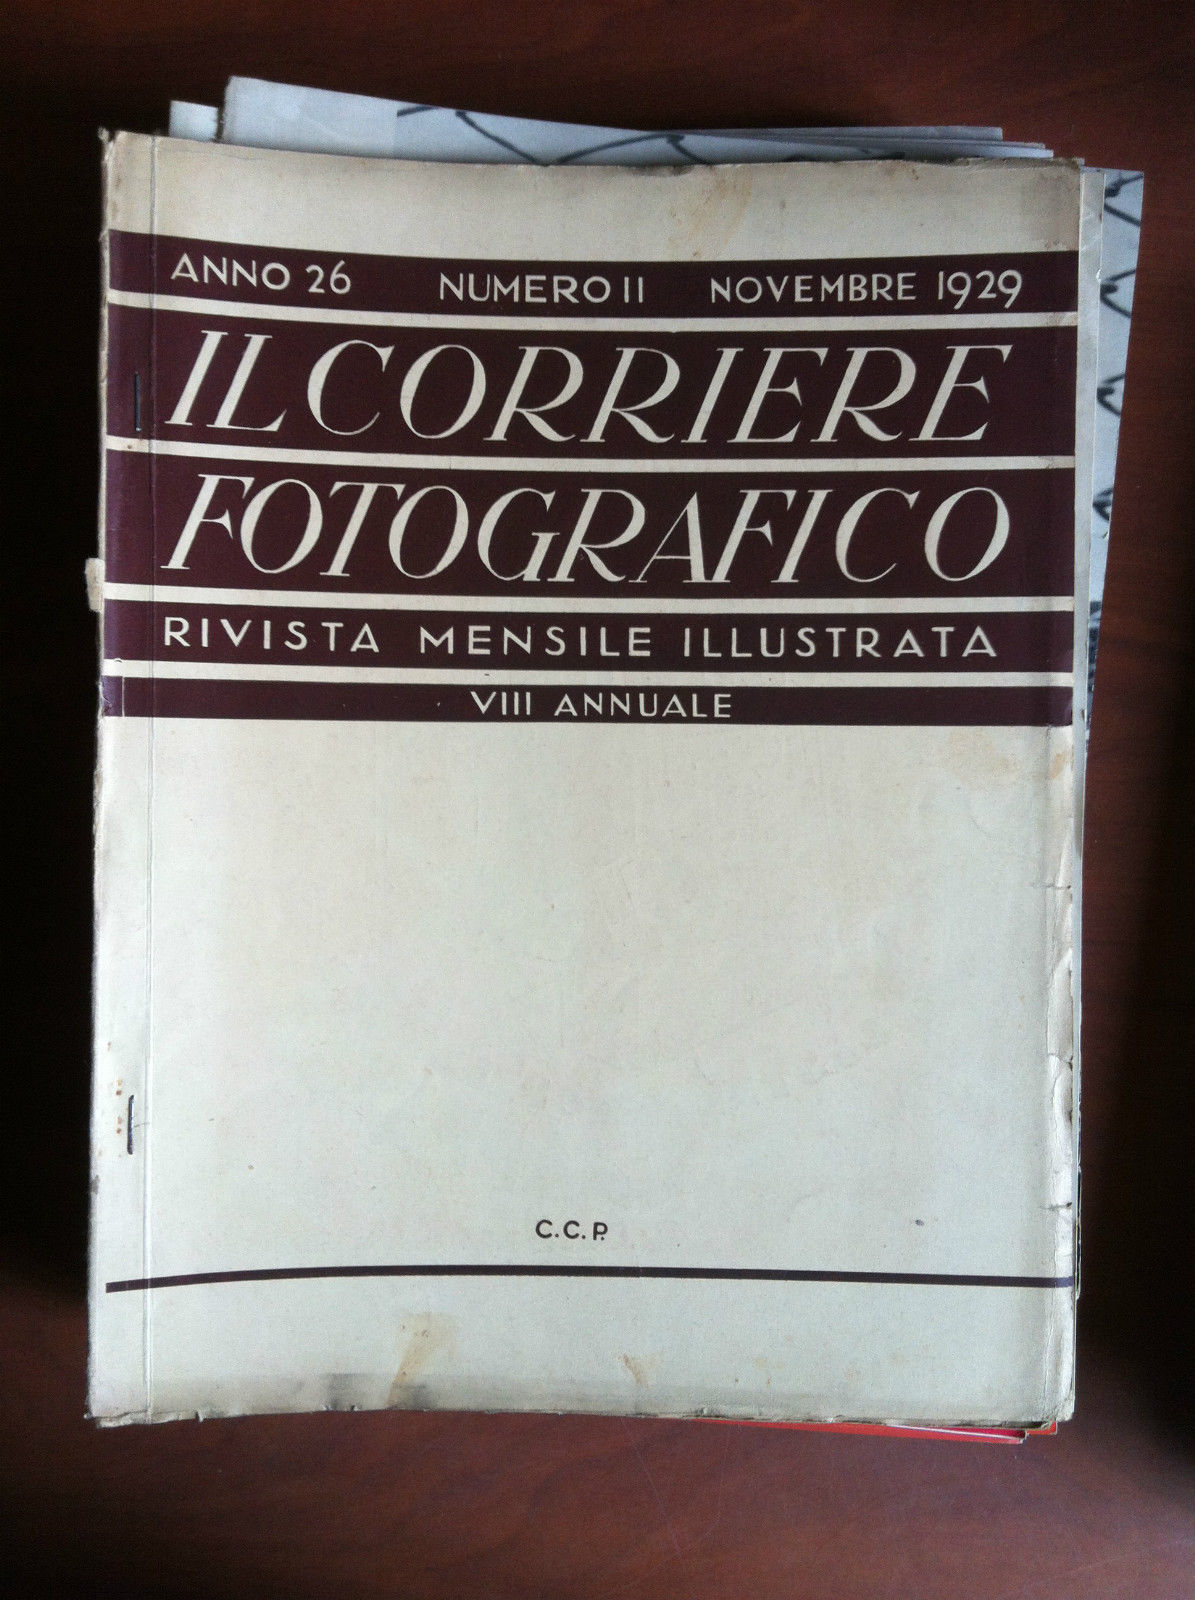 ANNO 26 NUMERO 11 NOVEMBRE 1929
IL CORRIERE
FOTOGRAFICO
RIVISTA MENSILE ILLUSTRATA
VIII ANNUALE
C.C.P.